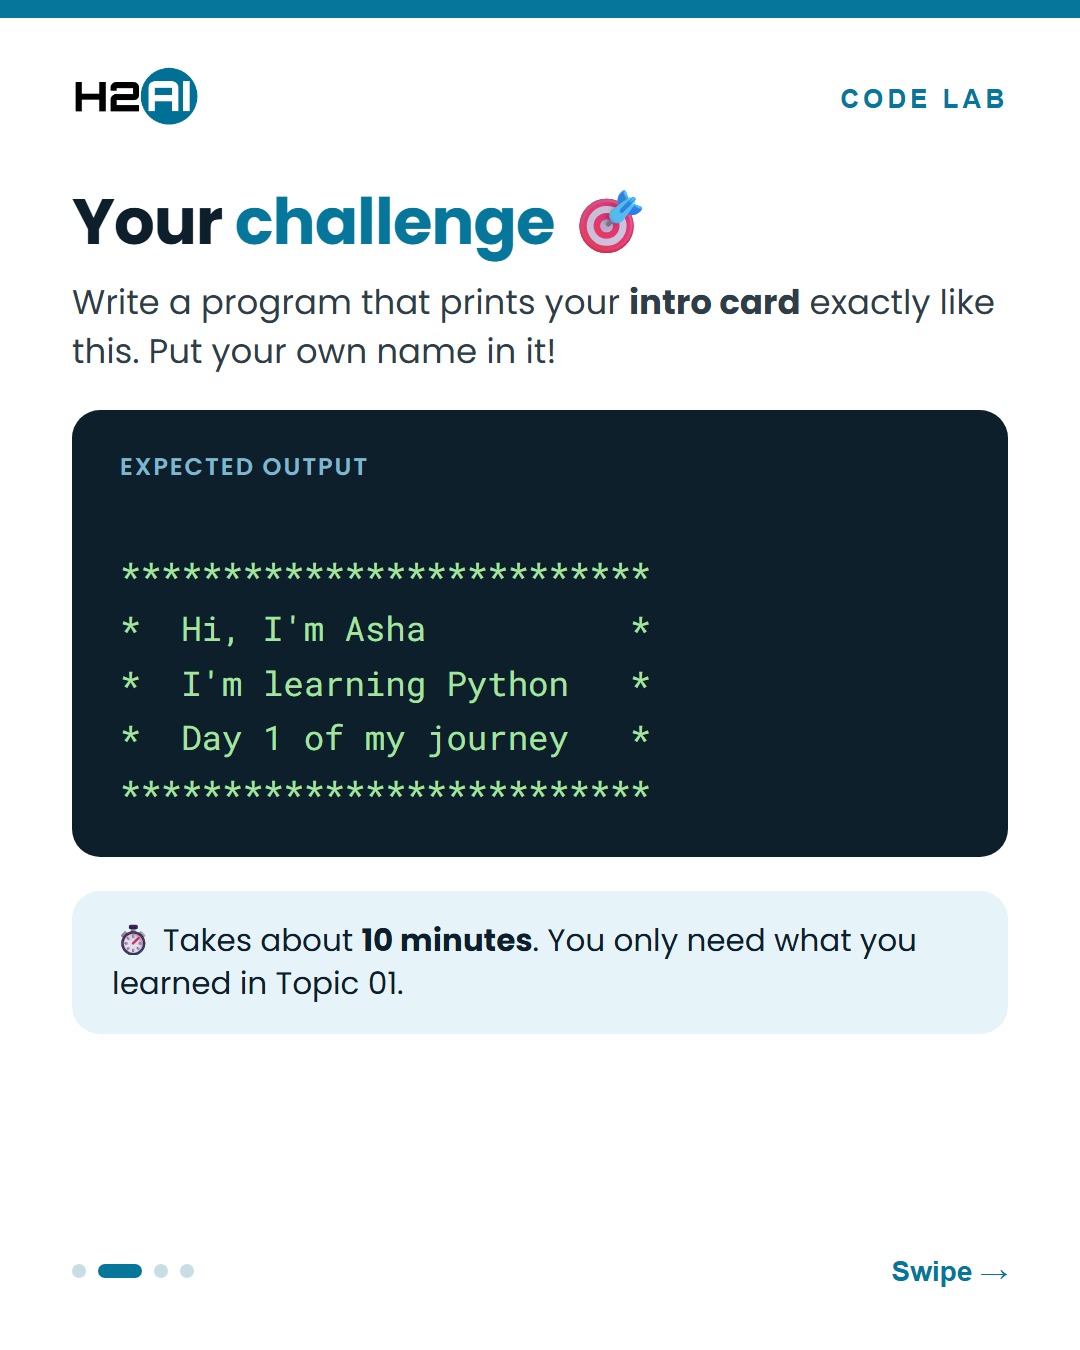 H2AI
CODE LAB
Your challenge 🎯
Write a program that prints your intro card exactly like
this. Put your own name in it!
EXPECTED OUTPUT
**************************
*  Hi, I'm Asha          *
*  I'm learning Python   *
*  Day 1 of my journey   *
**************************
⏱ Takes about 10 minutes. You only need what you
learned in Topic 01.
Swipe →